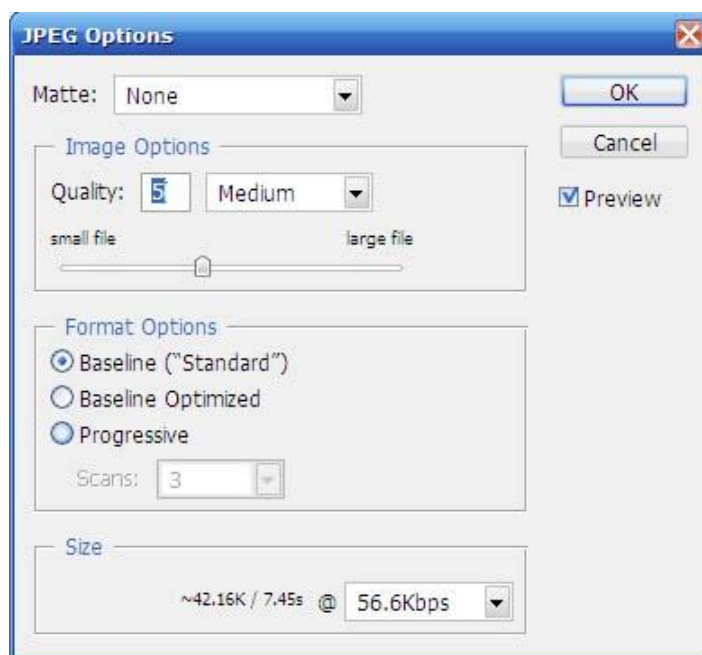 JPEG Options
Matte: None
OK
Cancel
Preview
Image Options
Quality: 5 Medium
small file large file
Format Options
Baseline (“Standard”)
Baseline Optimized
Progressive
Scans: 3
Size
~42.16K / 7.45s @ 56.6Kbps